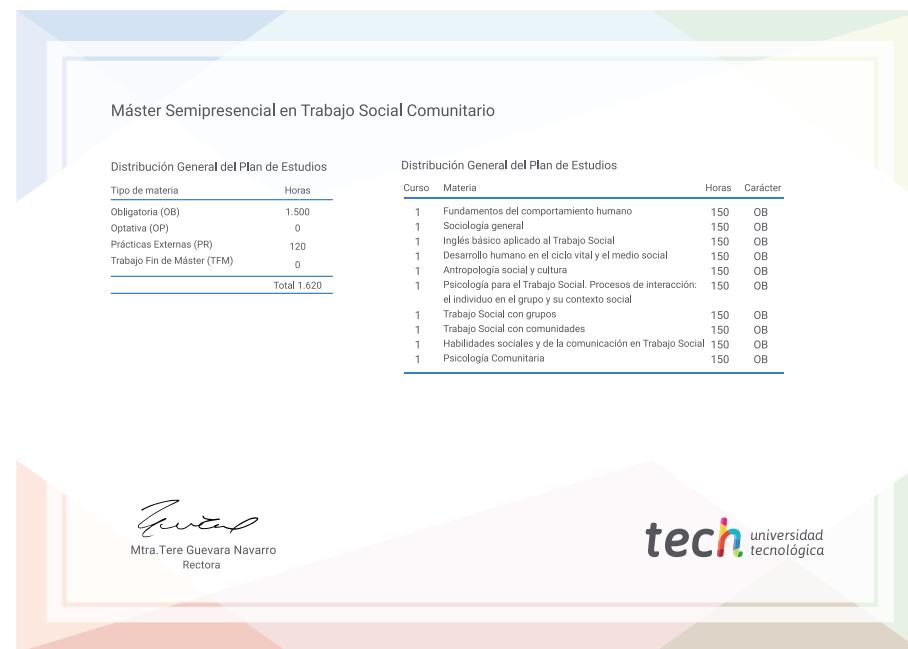 Máster Semipresencial en Trabajo Social Comunitario
Distribución General del Plan de Estudios
Tipo de materia Horas
Obligatoria (OB) 1.500
Optativa (OP) 0
Prácticas Externas (PR) 120
Trabajo Fin de Máster (TFM) 0
Total 1.620
Distribución General del Plan de Estudios
Curso Materia Horas Carácter
1 Fundamentos del comportamiento humano 150 OB
1 Sociología general 150 OB
1 Inglés básico aplicado al Trabajo Social 150 OB
1 Desarrollo humano en el ciclo vital y el medio social 150 OB
1 Antropología social y cultura 150 OB
1 Psicología para el Trabajo Social. Procesos de interacción: 150 OB
el individuo en el grupo y su contexto social
1 Trabajo Social con grupos 150 OB
1 Trabajo Social con comunidades 150 OB
1 Habilidades sociales y de la comunicación en Trabajo Social 150 OB
1 Psicología Comunitaria 150 OB
Mtra.Tere Guevara Navarro
Rectora
tech universidad
tecnológica